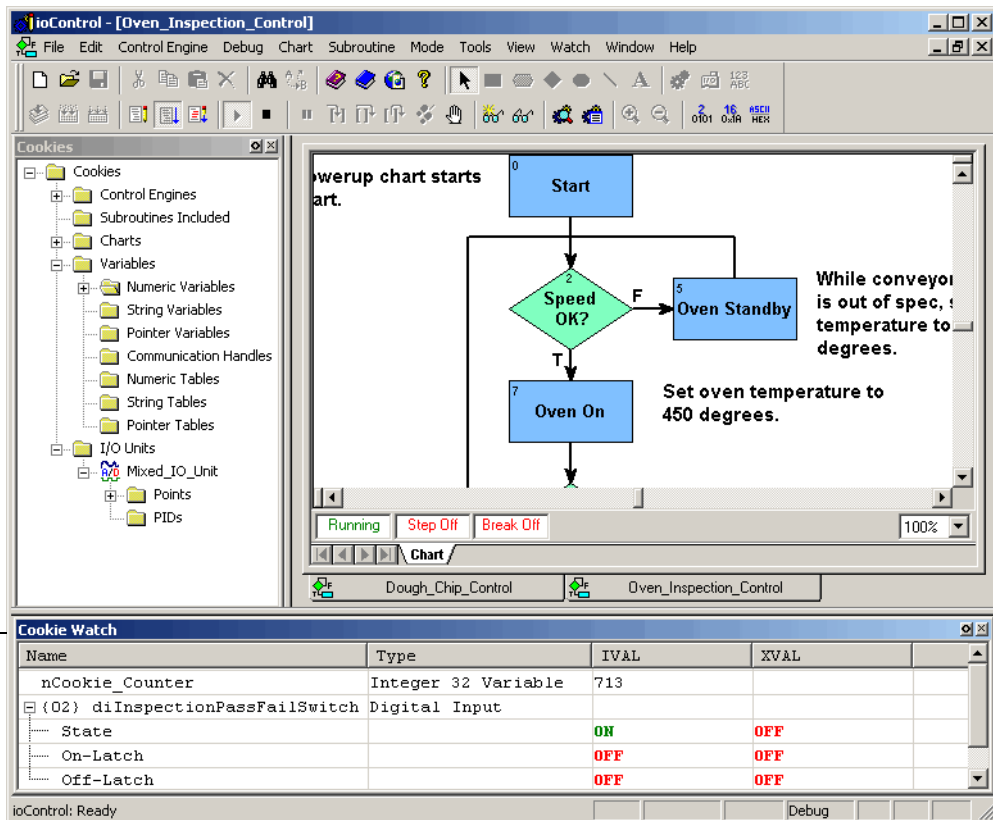 ioControl - [Oven_Inspection_Control]
File Edit Control Engine Debug Chart Subroutine Mode Tools View Watch Window Help
A 123 ABC
2 0101 16 0x1A ASCII HEX
Cookies
Cookies
Control Engines
Subroutines Included
Charts
Variables
Numeric Variables
String Variables
Pointer Variables
Communication Handles
Numeric Tables
String Tables
Pointer Tables
I/O Units
Mixed_IO_Unit
Points
PIDs
owerup chart starts
art.
0
Start
2
Speed
OK?
F
T
5
Oven Standby
While conveyor
is out of spec, s
temperature to
degrees.
7
Oven On
Set oven temperature to
450 degrees.
Running Step Off Break Off 100%
Chart
Dough_Chip_Control Oven_Inspection_Control
Cookie Watch
Name Type IVAL XVAL
nCookie_Counter Integer 32 Variable 713
{02} diInspectionPassFailSwitch Digital Input
State ON OFF
On-Latch OFF OFF
Off-Latch OFF OFF
ioControl: Ready Debug